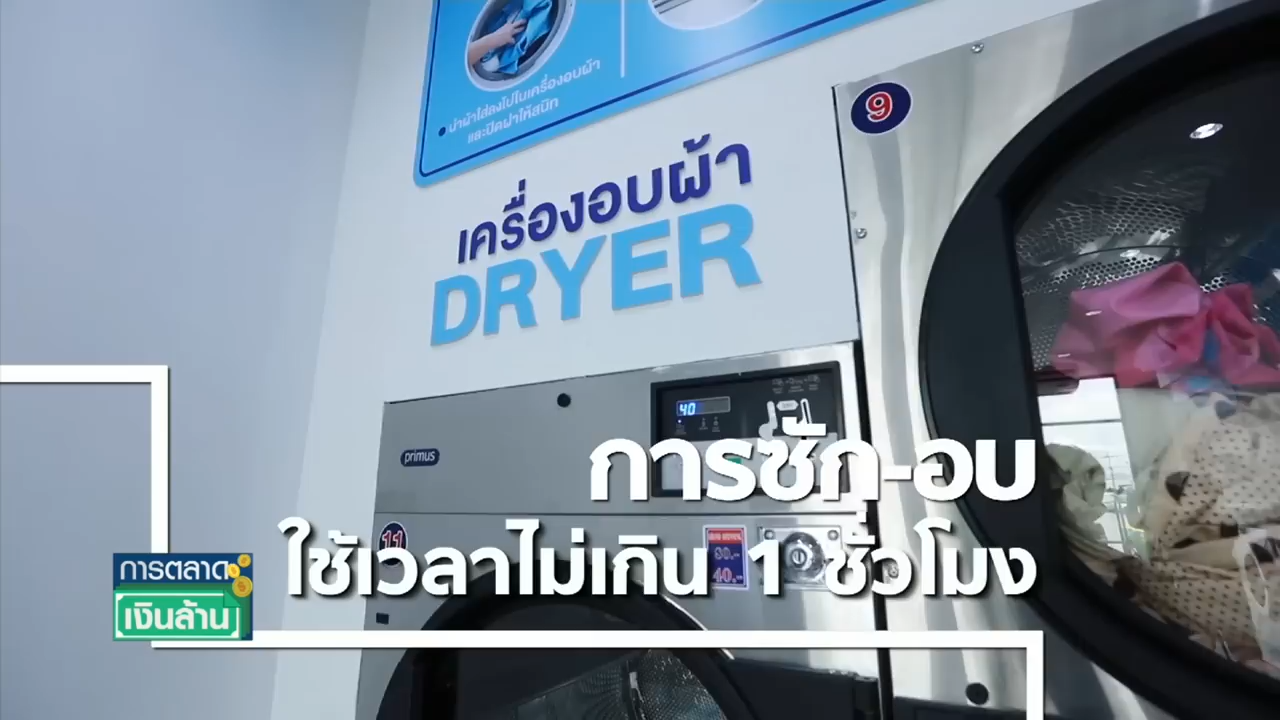 • นำผ้าใส่ลงไปในเครื่องอบผ้า
และปิดฝาให้สนิท
9
เครื่องอบผ้า
DRYER
40
primus
การซัก-อบ
11
ใช้เวลาไม่เกิน 1 ชั่วโมง
40.-
การตลาด
เงินล้าน